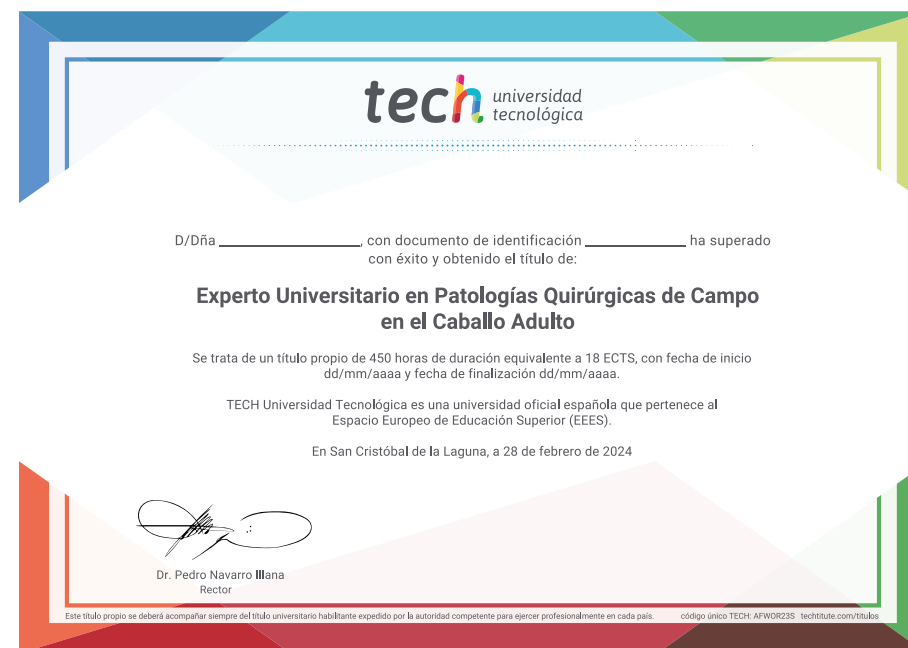 tech universidad
tecnológica
D/Dña ____________________, con documento de identificación ______________ ha superado
con éxito y obtenido el título de:
Experto Universitario en Patologías Quirúrgicas de Campo
en el Caballo Adulto
Se trata de un título propio de 450 horas de duración equivalente a 18 ECTS, con fecha de inicio
dd/mm/aaaa y fecha de finalización dd/mm/aaaa.
TECH Universidad Tecnológica es una universidad oficial española que pertenece al
Espacio Europeo de Educación Superior (EEES).
En San Cristóbal de la Laguna, a 28 de febrero de 2024
Dr. Pedro Navarro Illana
Rector
Este título propio se deberá acompañar siempre del título universitario habilitante expedido por la autoridad competente para ejercer profesionalmente en cada país. código único TECH: AFWOR23S techtitute.com/titulos